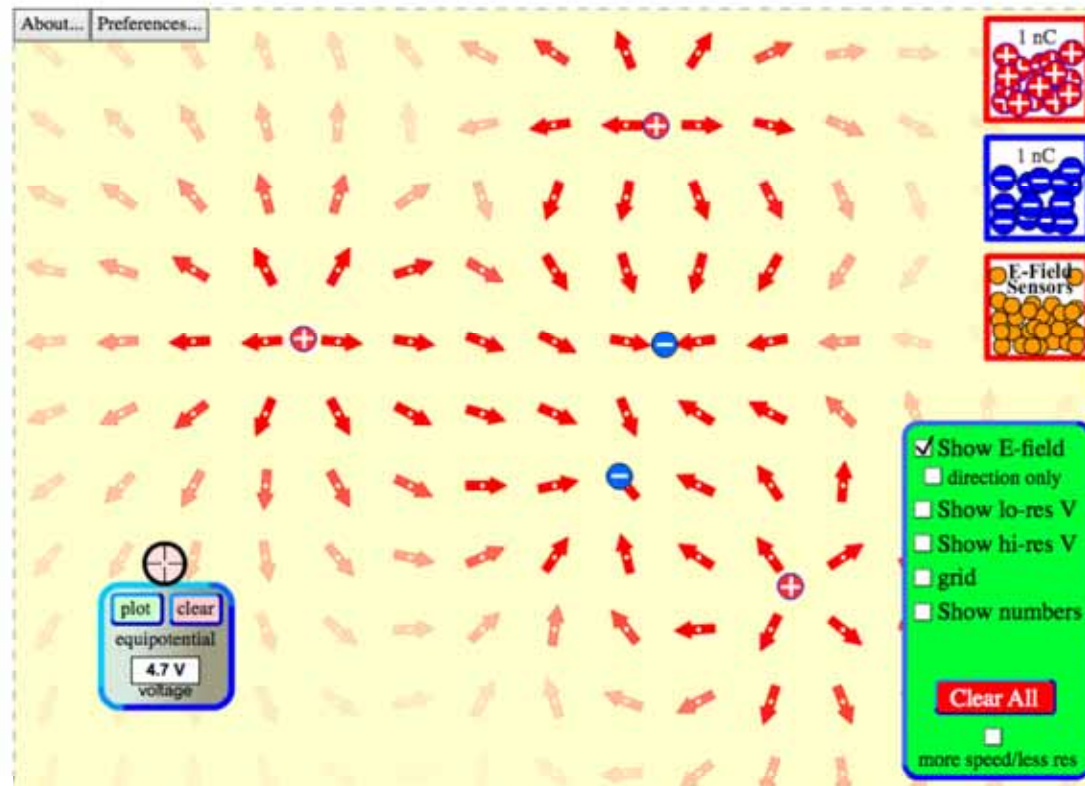 About...
Preferences...
1 nC
1 nC
E-Field
Sensors
Show E-field
direction only
Show lo-res V
Show hi-res V
grid
Show numbers
plot
clear
equipotential
4.7 V
voltage
Clear All
more speed/less res